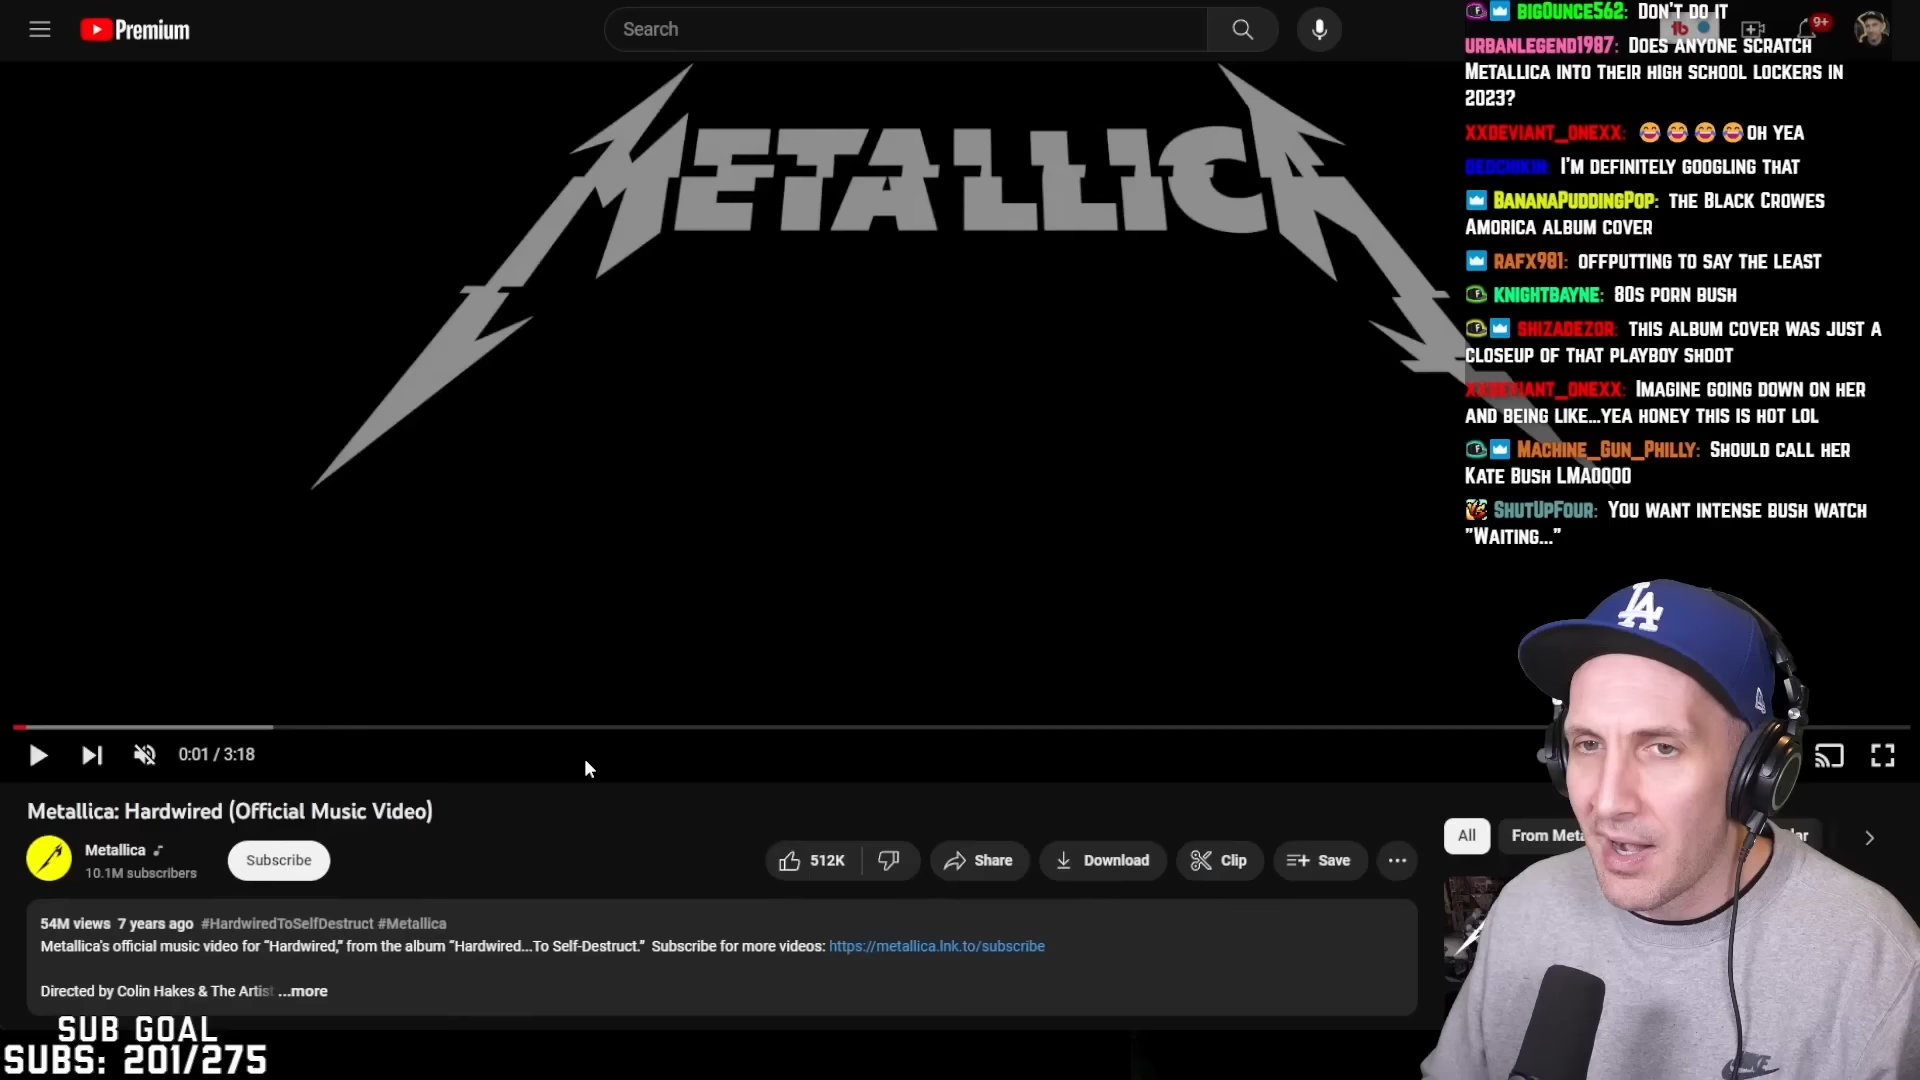 Premium
Search
9+
METALLICA
BIGOUNCE562: DON'T DO IT
URBANLEGEND1987: DOES ANYONE SCRATCH
METALLICA INTO THEIR HIGH SCHOOL LOCKERS IN
2023?
XXDEVIANT_ONEXX: 😂 😂 😂 😂 OH YEA
DEDCHIKIN: I'M DEFINITELY GOOGLING THAT
BANANAPUDDINGPOP: THE BLACK CROWES
AMORICA ALBUM COVER
RAFX981: OFFPUTTING TO SAY THE LEAST
KNIGHTBAYNE: 80S PORN BUSH
SHIZADEZOR: THIS ALBUM COVER WAS JUST A
CLOSEUP OF THAT PLAYBOY SHOOT
XXDEVIANT_ONEXX: IMAGINE GOING DOWN ON HER
AND BEING LIKE...YEA HONEY THIS IS HOT LOL
MACHINE_GUN_PHILLY: SHOULD CALL HER
KATE BUSH LMAOOOO
SHUTUPFOUR: YOU WANT INTENSE BUSH WATCH
"WAITING..."
LA
0:01 / 3:18
Metallica: Hardwired (Official Music Video)
Metallica
10.1M subscribers
Subscribe
512K
Share
Download
Clip
Save
All
From Meta
54M views 7 years ago #HardwiredToSelfDestruct #Metallica
Metallica's official music video for "Hardwired," from the album "Hardwired...To Self-Destruct." Subscribe for more videos: https://metallica.lnk.to/subscribe
Directed by Colin Hakes & The Artist ...more
SUB GOAL
SUBS: 201/275